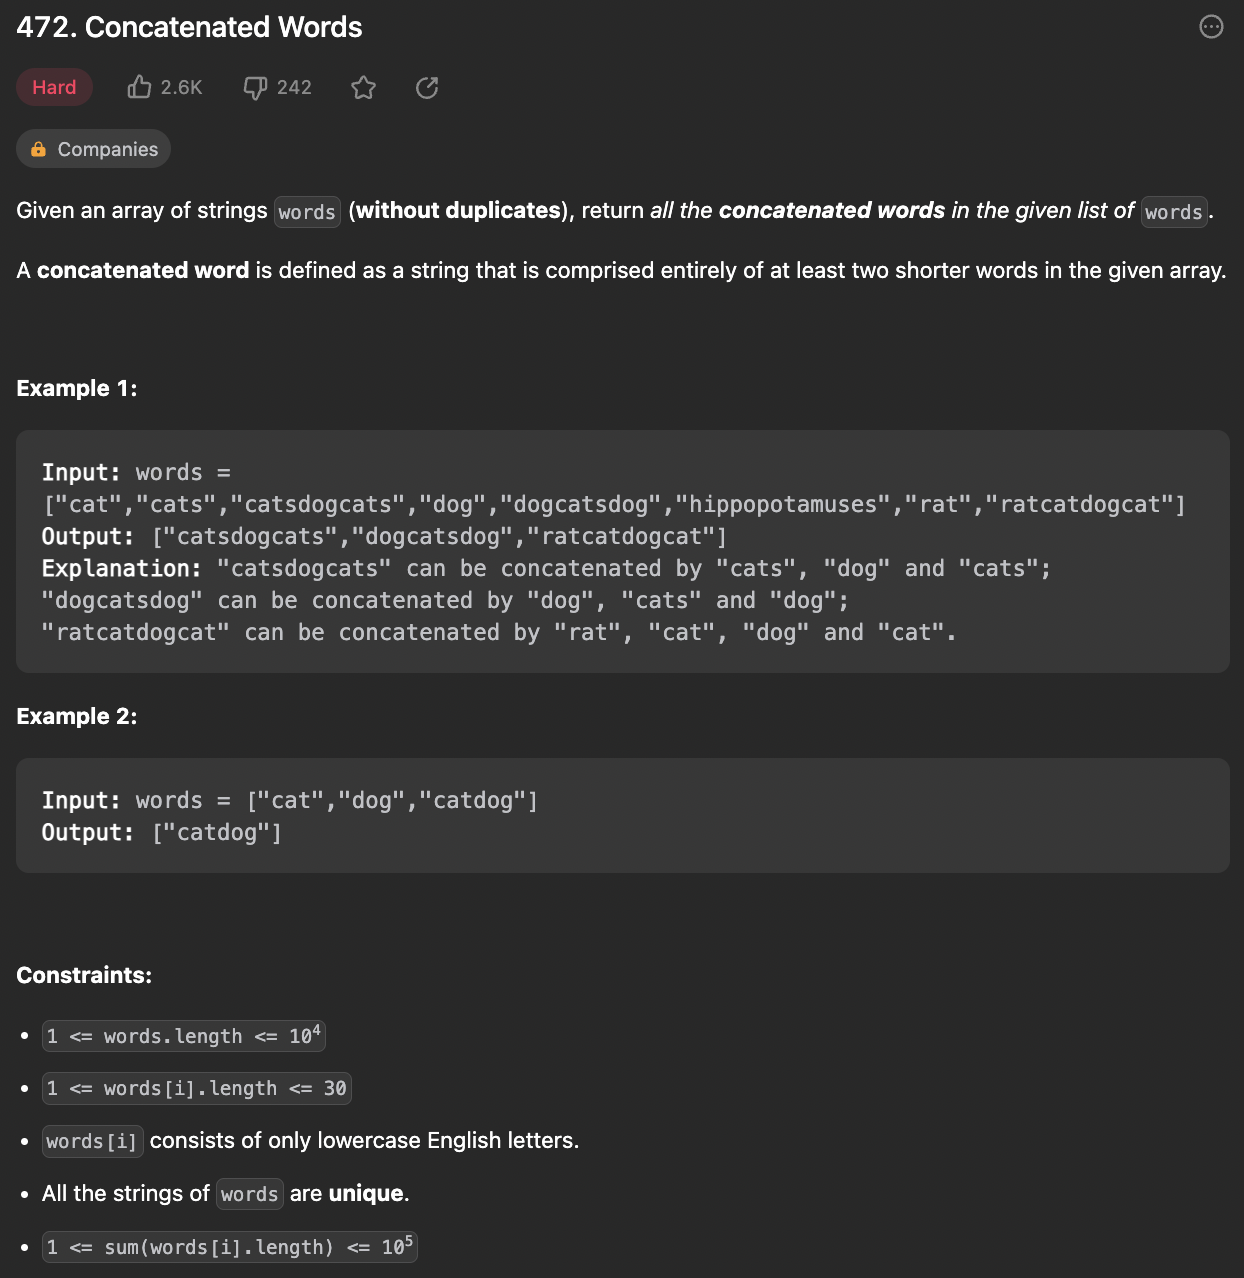 472. Concatenated Words
Hard 2.6K 242
Companies
Given an array of strings words (without duplicates), return all the concatenated words in the given list of words.
A concatenated word is defined as a string that is comprised entirely of at least two shorter words in the given array.
Example 1:
Input: words =
["cat","cats","catsdogcats","dog","dogcatsdog","hippopotamuses","rat","ratcatdogcat"]
Output: ["catsdogcats","dogcatsdog","ratcatdogcat"]
Explanation: "catsdogcats" can be concatenated by "cats", "dog" and "cats";
"dogcatsdog" can be concatenated by "dog", "cats" and "dog";
"ratcatdogcat" can be concatenated by "rat", "cat", "dog" and "cat".
Example 2:
Input: words = ["cat","dog","catdog"]
Output: ["catdog"]
Constraints:
• 1 <= words.length <= 10⁴
• 1 <= words[i].length <= 30
• words[i] consists of only lowercase English letters.
• All the strings of words are unique.
• 1 <= sum(words[i].length) <= 10⁵